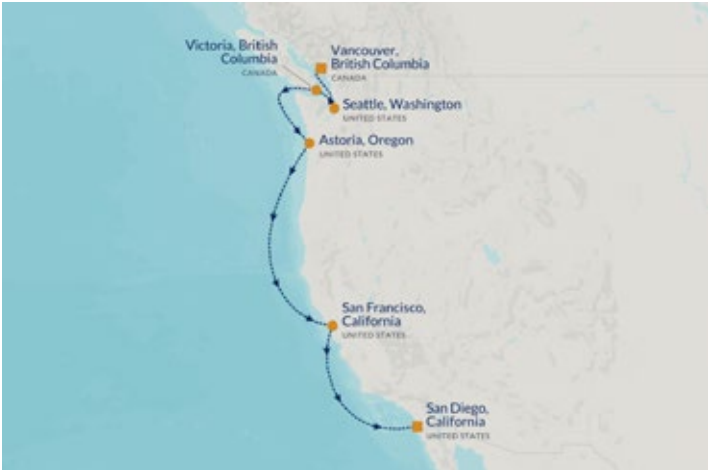 Victoria, British
Columbia
CANADA
Vancouver,
British Columbia
CANADA
Seattle, Washington
UNITED STATES
Astoria, Oregon
UNITED STATES
San Francisco,
California
UNITED STATES
San Diego,
California
UNITED STATES